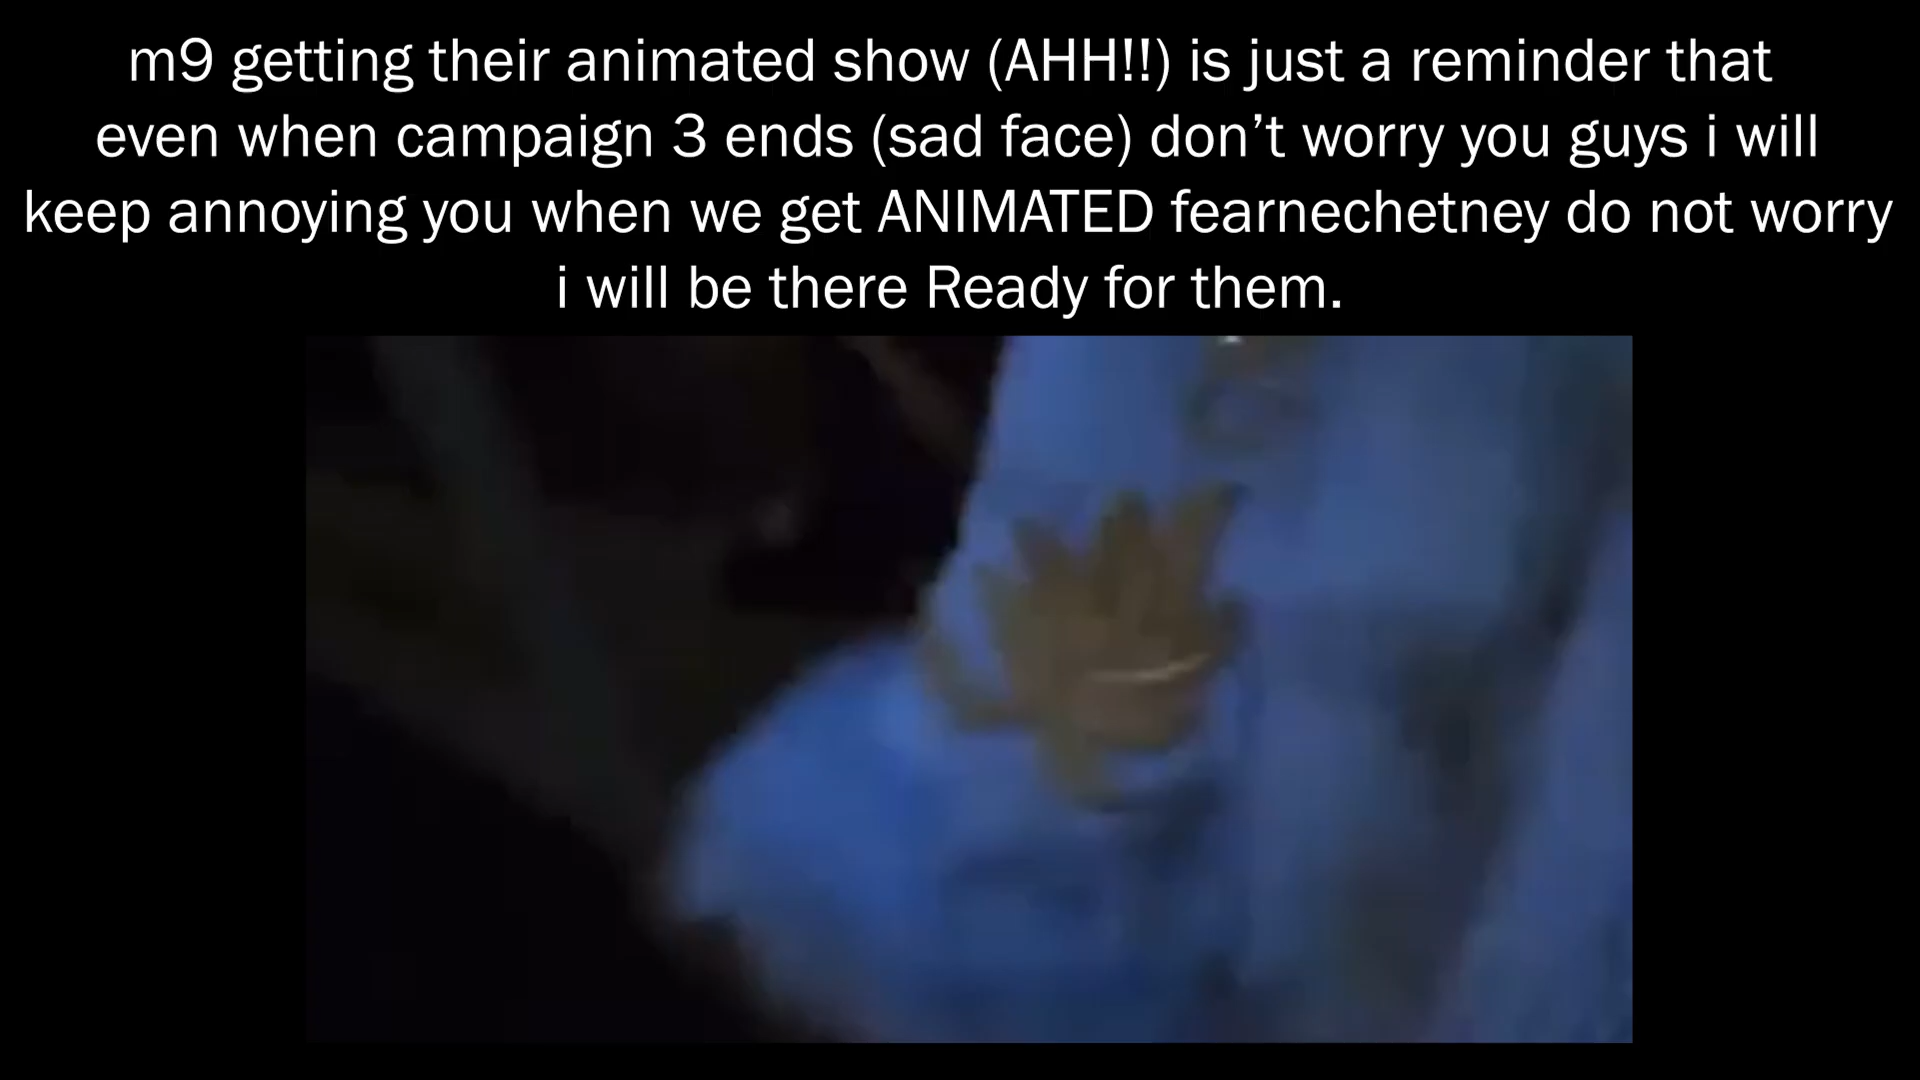 m9 getting their animated show (AHH!!) is just a reminder that
even when campaign 3 ends (sad face) don’t worry you guys i will
keep annoying you when we get ANIMATED fearnechetney do not worry
i will be there Ready for them.